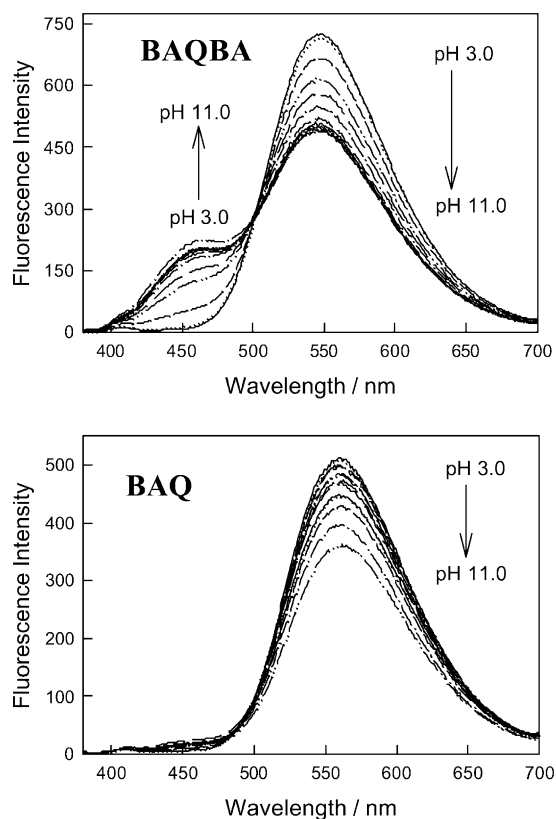 BAQBA
Fluorescence Intensity
750
600
450
300
150
0
pH 11.0
pH 3.0
pH 3.0
pH 11.0
400 450 500 550 600 650 700
Wavelength / nm
BAQ
Fluorescence Intensity
500
400
300
200
100
0
pH 3.0
pH 11.0
400 450 500 550 600 650 700
Wavelength / nm